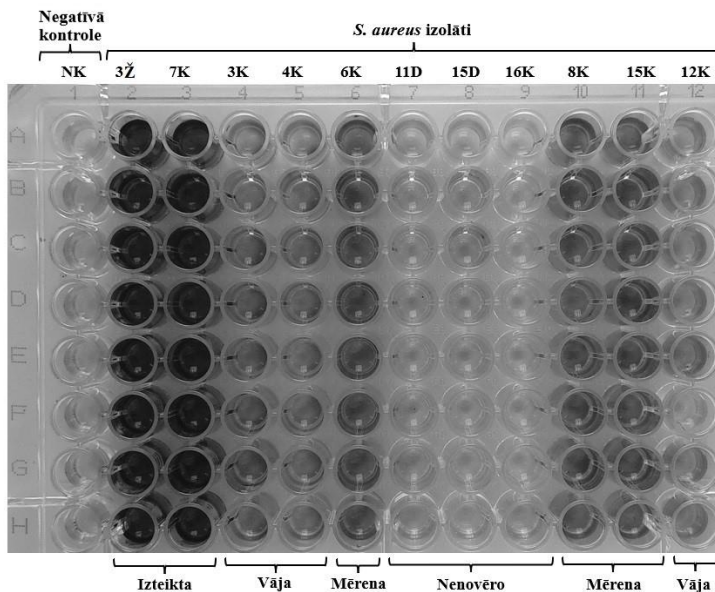 Negatīvā
kontrole
S. aureus izolāti
NK 3Ž 7K 3K 4K 6K 11D 15D 16K 8K 15K 12K
1 2 3 4 5 6 7 8 9 10 11 12
A
B
C
D
E
F
G
H
Izteikta Vāja Mērena Nenovēro Mērena Vāja